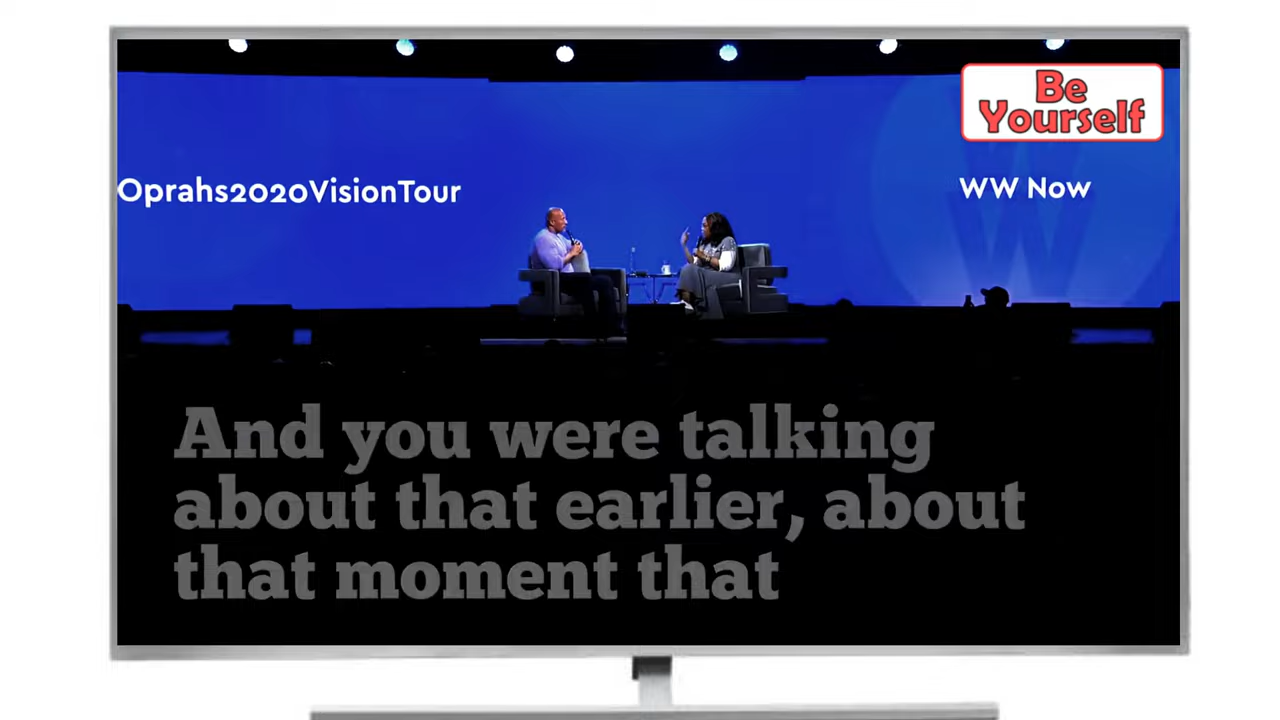 Be
Yourself
Oprahs2020VisionTour
WW Now
And you were talking
about that earlier, about
that moment that